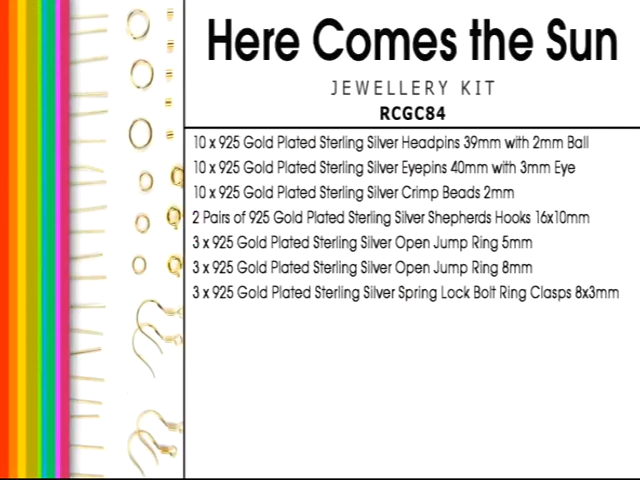 Here Comes the Sun
JEWELLERY KIT
RCGC84
10 x 925 Gold Plated Sterling Silver Headpins 39mm with 2mm Ball
10 x 925 Gold Plated Sterling Silver Eyepins 40mm with 3mm Eye
10 x 925 Gold Plated Sterling Silver Crimp Beads 2mm
2 Pairs of 925 Gold Plated Sterling Silver Shepherds Hooks 16x10mm
3 x 925 Gold Plated Sterling Silver Open Jump Ring 5mm
3 x 925 Gold Plated Sterling Silver Open Jump Ring 8mm
3 x 925 Gold Plated Sterling Silver Spring Lock Bolt Ring Clasps 8x3mm